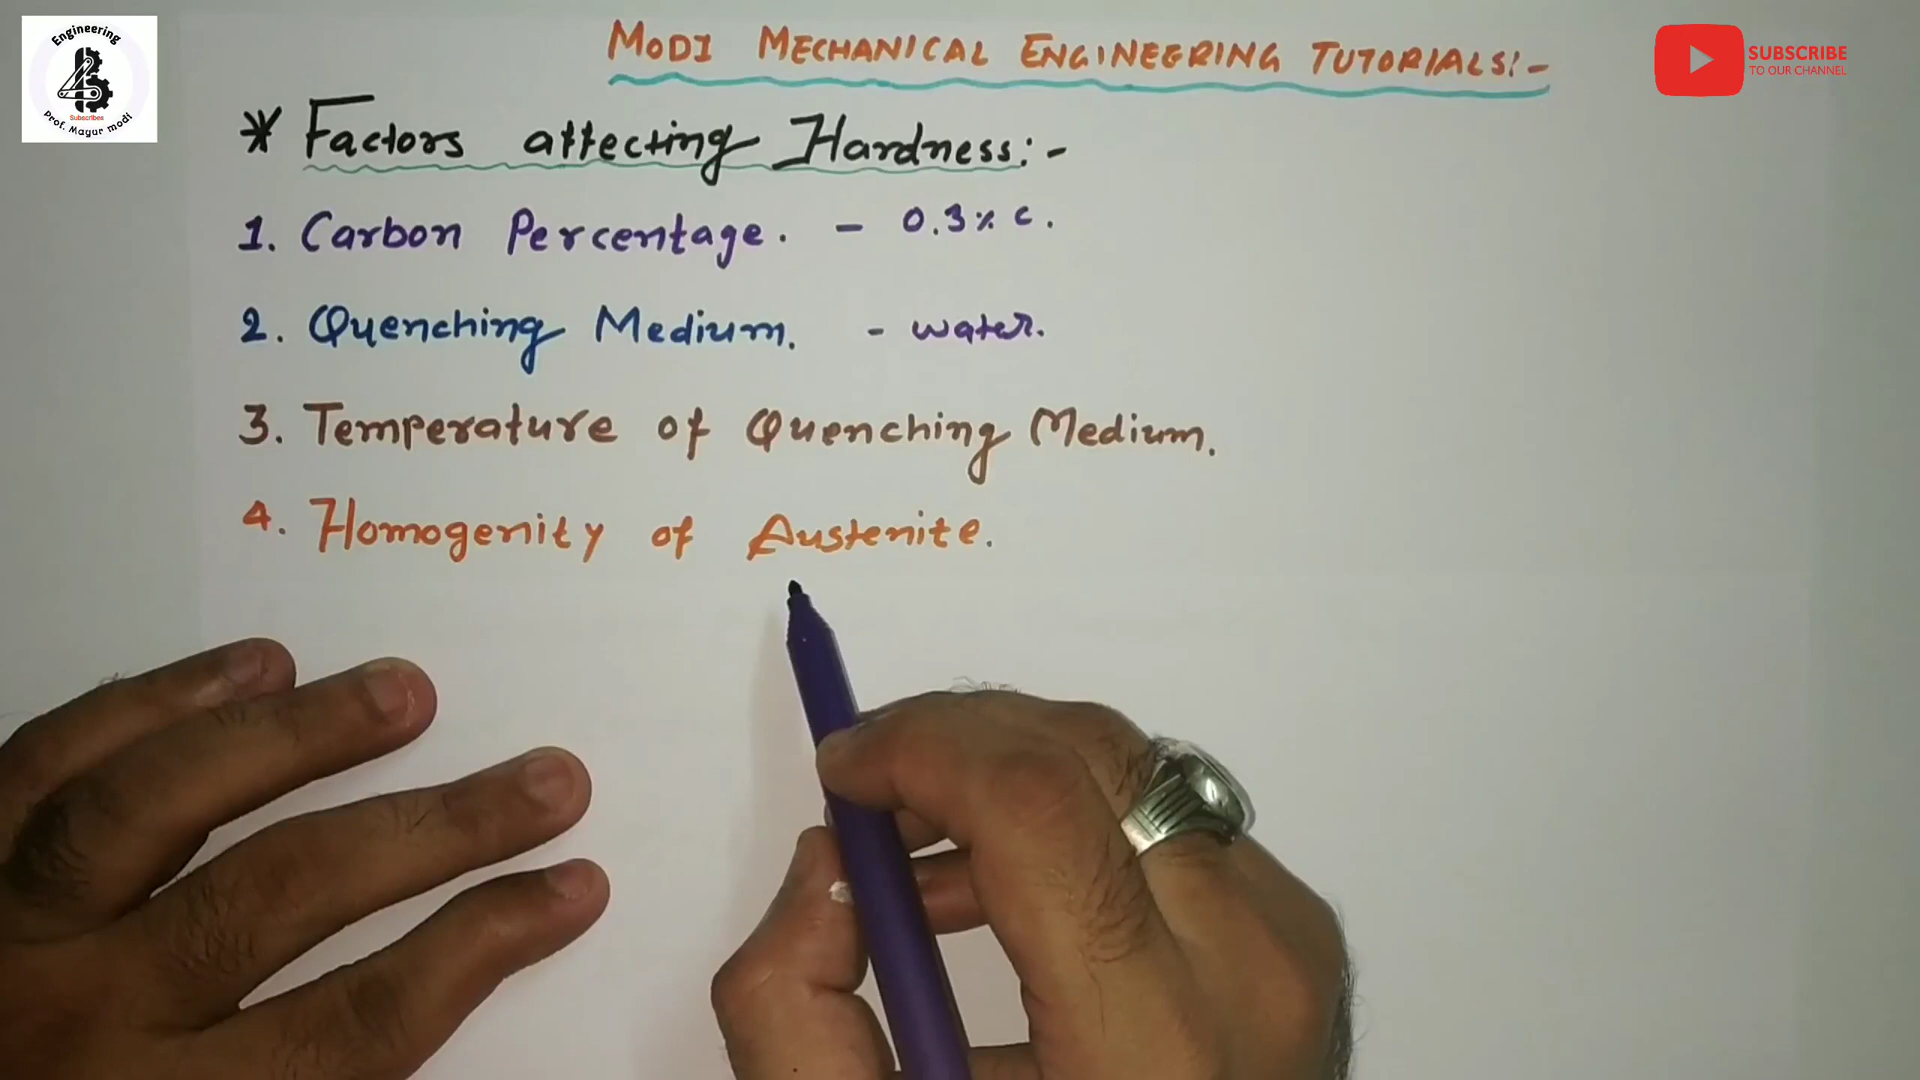 Engineering
Subscribes
Prof. Mayur modi
MODI MECHANICAL ENGINEERING TUTORIALS:-
SUBSCRIBE
TO OUR CHANNEL
* Factors affecting Hardness:-
1. Carbon Percentage. - 0.3% C.
2. Quenching Medium. - water.
3. Temperature of Quenching Medium.
4. Homogenity of Austenite.